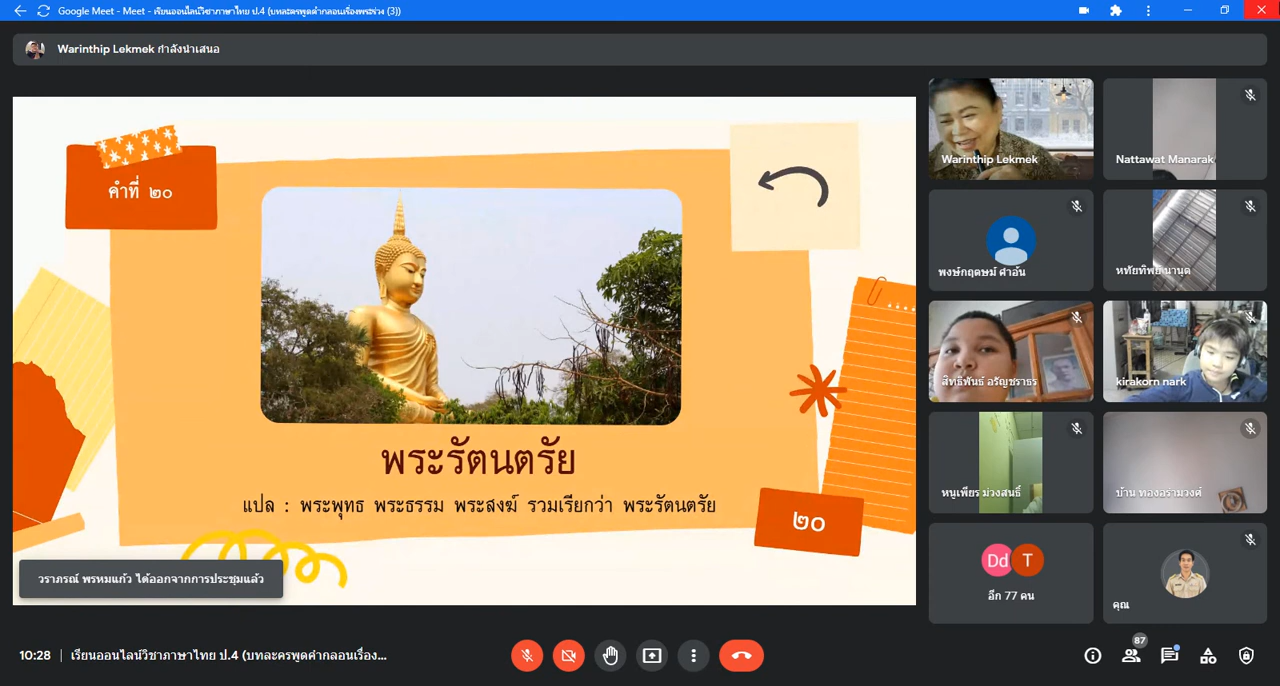 Google Meet - Meet - เรียนออนไลน์วิชาภาษาไทย ป.4 (บทละครพูดคำกลอนเรื่องพระร่วง (3))
Warinthip Lekmek กำลังนำเสนอ
คำที่ ๒๐
พระรัตนตรัย
แปล : พระพุทธ พระธรรม พระสงฆ์ รวมเรียกว่า พระรัตนตรัย
๒๐
วราภรณ์ พรหมแก้ว ได้ออกจากการประชุมแล้ว
Warinthip Lekmek
Nattawat Manarak
พงษ์กฤตษม์ คำอ้น
หทัยทิพย์ นานุด
สิทธิพันธ์ อรัญชราธร
kirakorn nark
หนูเพียร ม่วงสนธิ์
บ้าน ทองอรามวงศ์
Dd T
อีก 77 คน
คุณ
10:28 | เรียนออนไลน์วิชาภาษาไทย ป.4 (บทละครพูดคำกลอนเรื่อง...
87